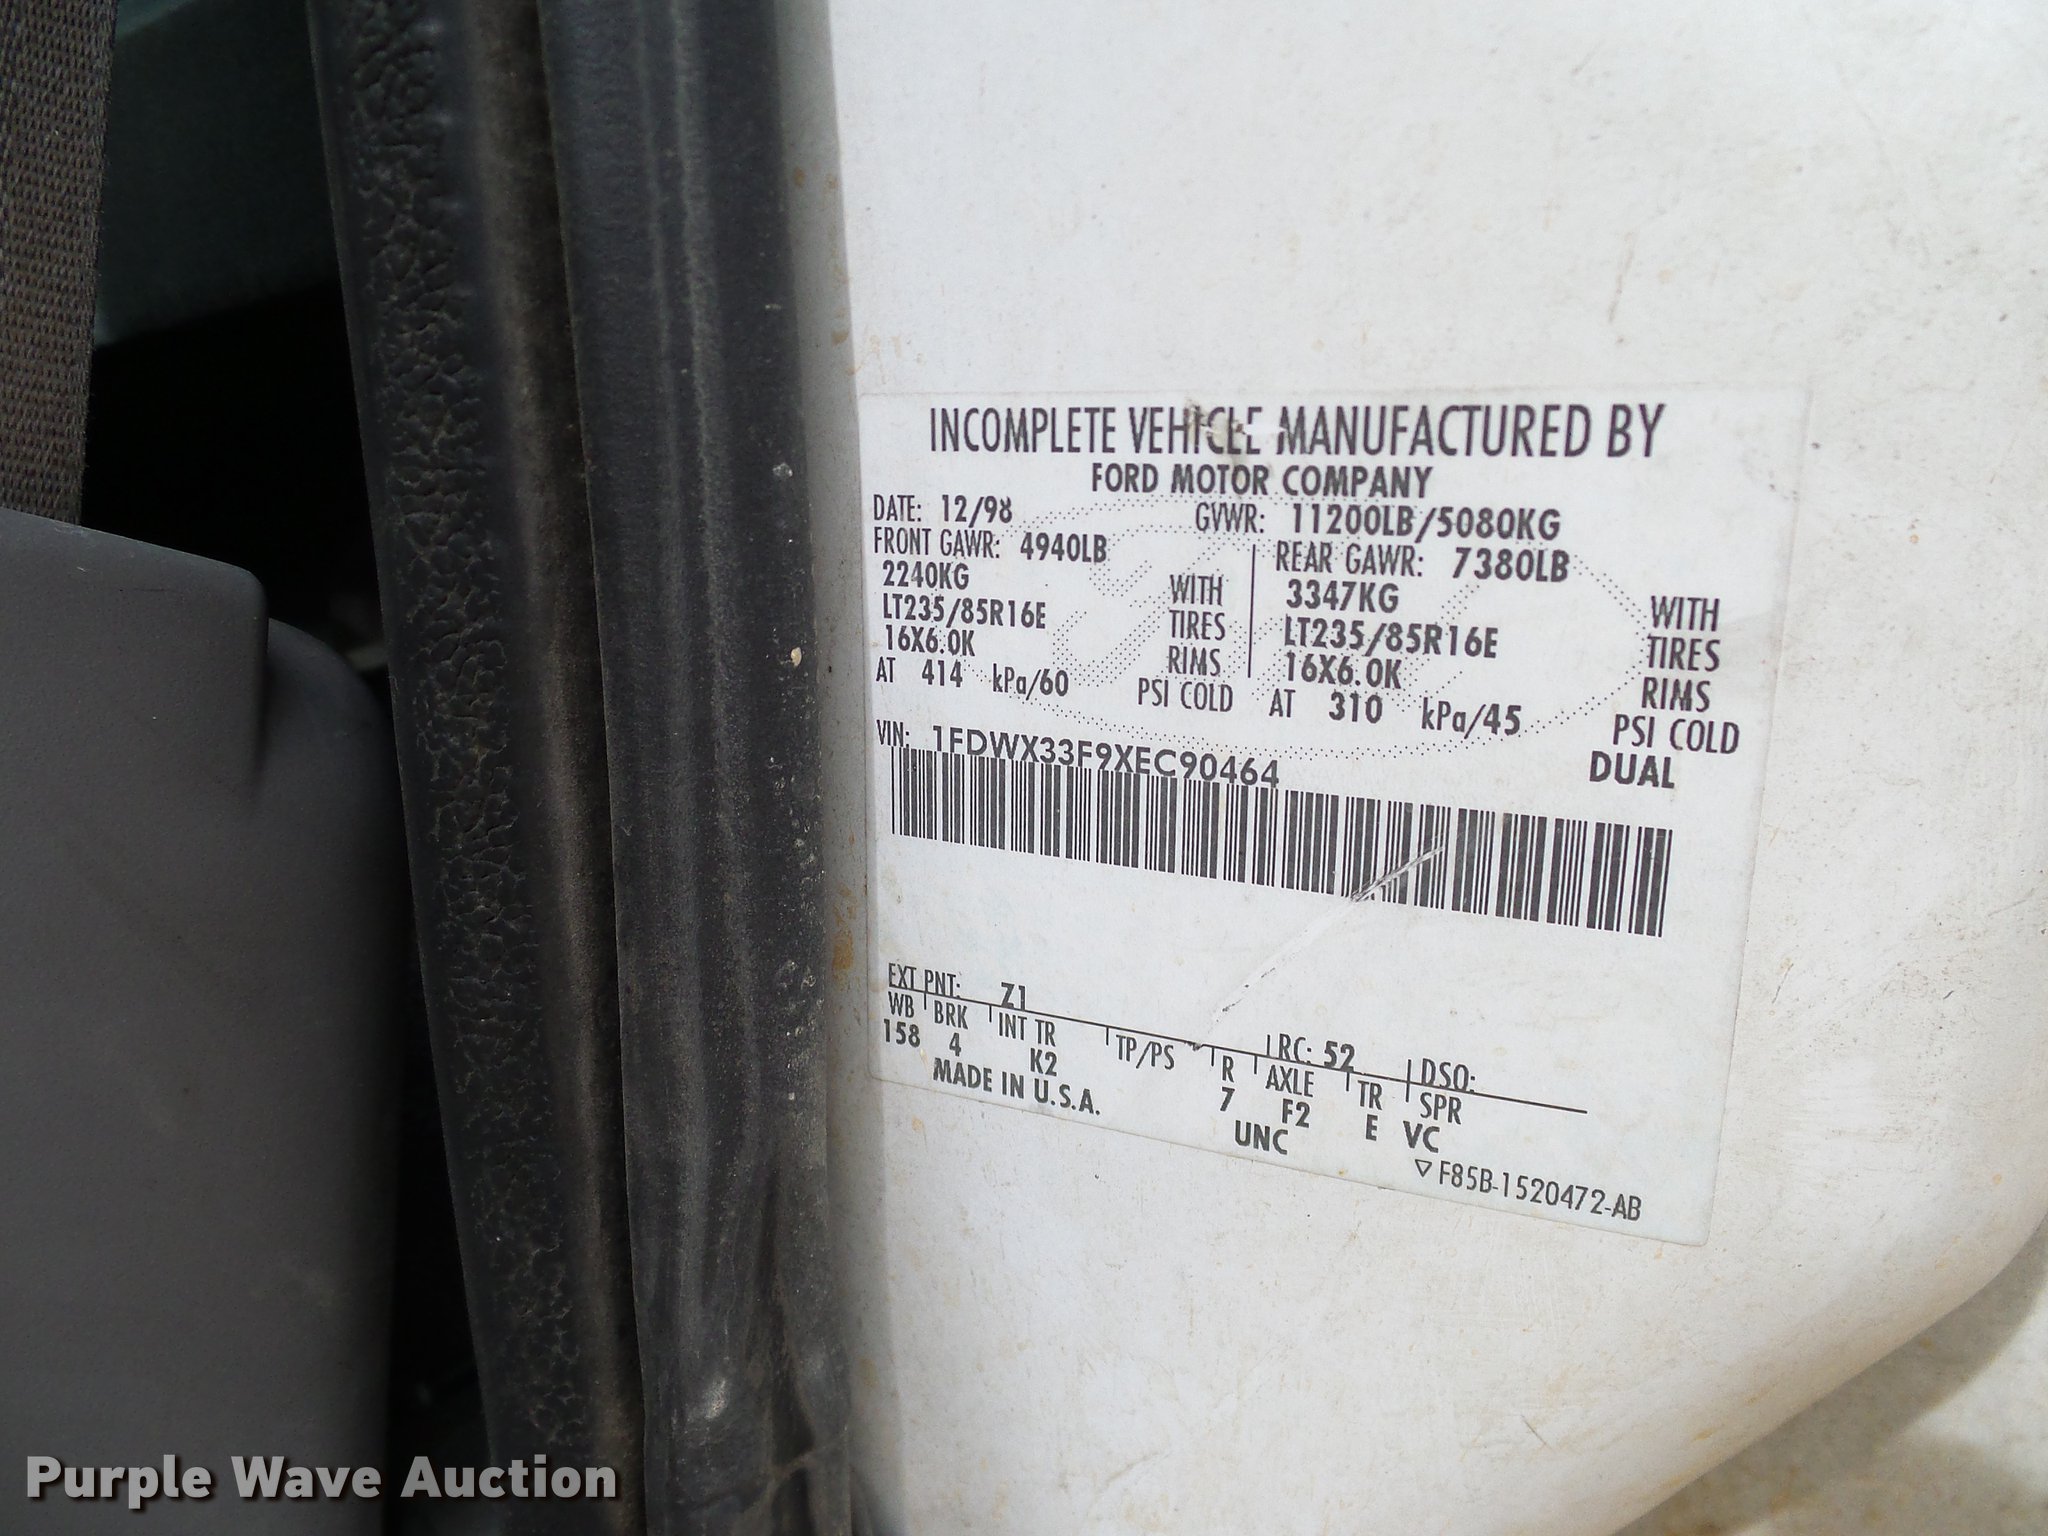 INCOMPLETE VEHICLE MANUFACTURED BY
FORD MOTOR COMPANY
DATE: 12/98 GVWR: 11200LB/5080KG
FRONT GAWR: 4940LB REAR GAWR: 7380LB
2240KG WITH 3347KG WITH
LT235/85R16E TIRES LT235/85R16E TIRES
16X6.0K RIMS 16X6.0K RIMS
AT 414 kPa/60 PSI COLD AT 310 kPa/45 PSI COLD
DUAL
VIN: 1FDWX33F9XEC90464
EXT PNT: Z1 RC: 52 DSO:
WB BRK INT TR TP/PS R AXLE TR SPR
158 4 K2 7 F2 E VC
MADE IN U.S.A. UNC
▽F85B-1520472-AB
Purple Wave Auction